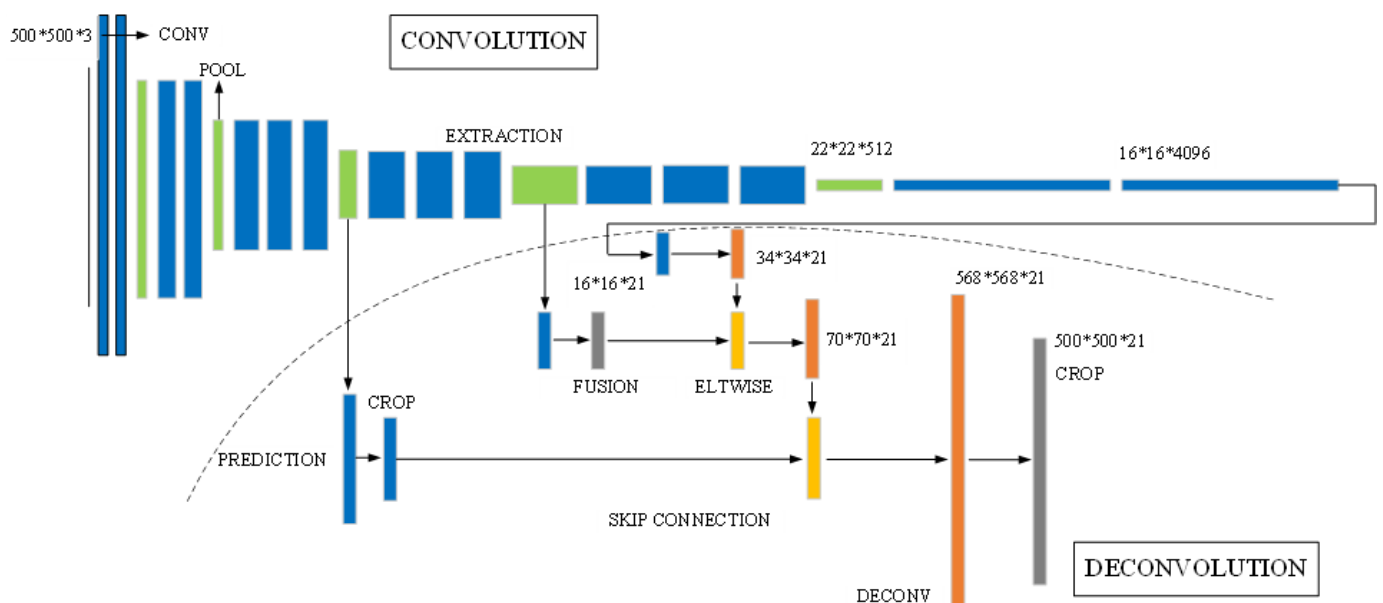 500*500*3
CONV
CONVOLUTION
POOL
EXTRACTION
22*22*512
16*16*4096
34*34*21
16*16*21
568*568*21
70*70*21
500*500*21
CROP
FUSION
ELTWISE
CROP
PREDICTION
SKIP CONNECTION
DECONVOLUTION
DECONV